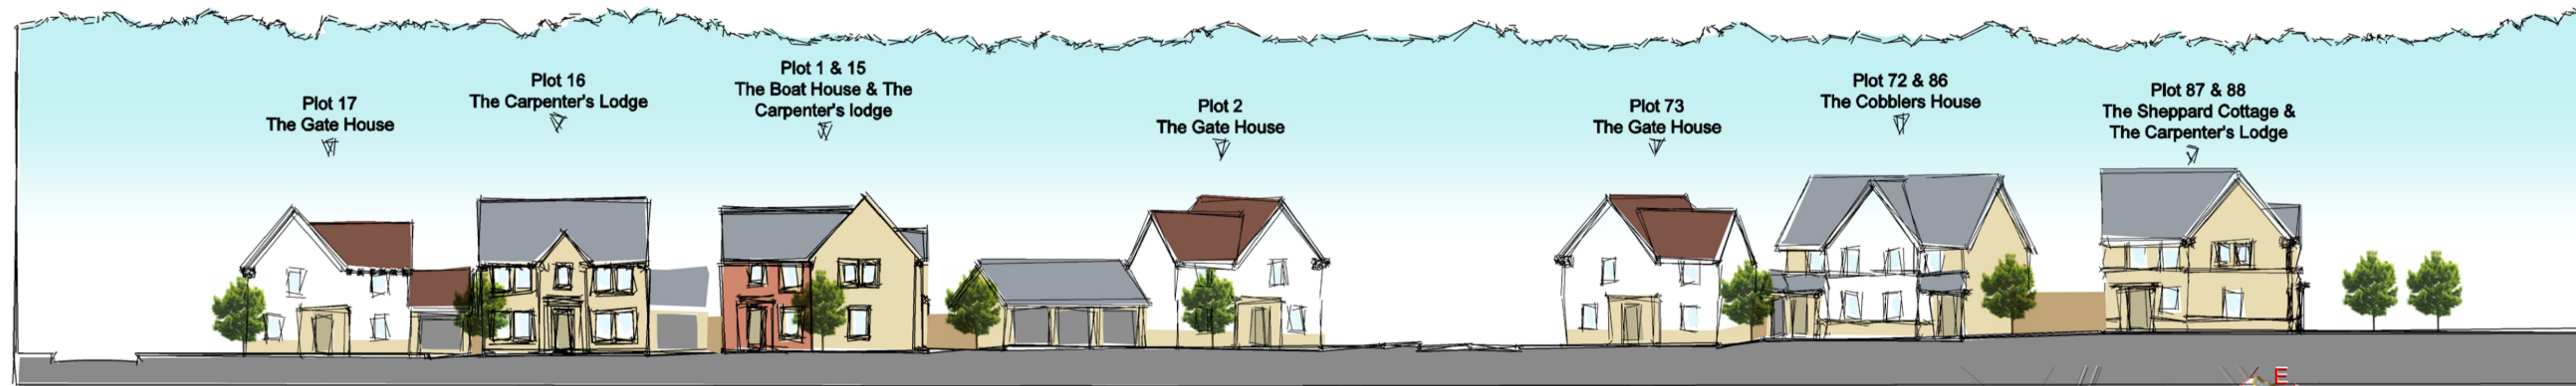 Plot 17
The Gate House
Plot 16
The Carpenter's Lodge
Plot 1 & 15
The Boat House & The
Carpenter's lodge
Plot 2
The Gate House
Plot 73
The Gate House
Plot 72 & 86
The Cobblers House
Plot 87 & 88
The Sheppard Cottage &
The Carpenter's Lodge
E